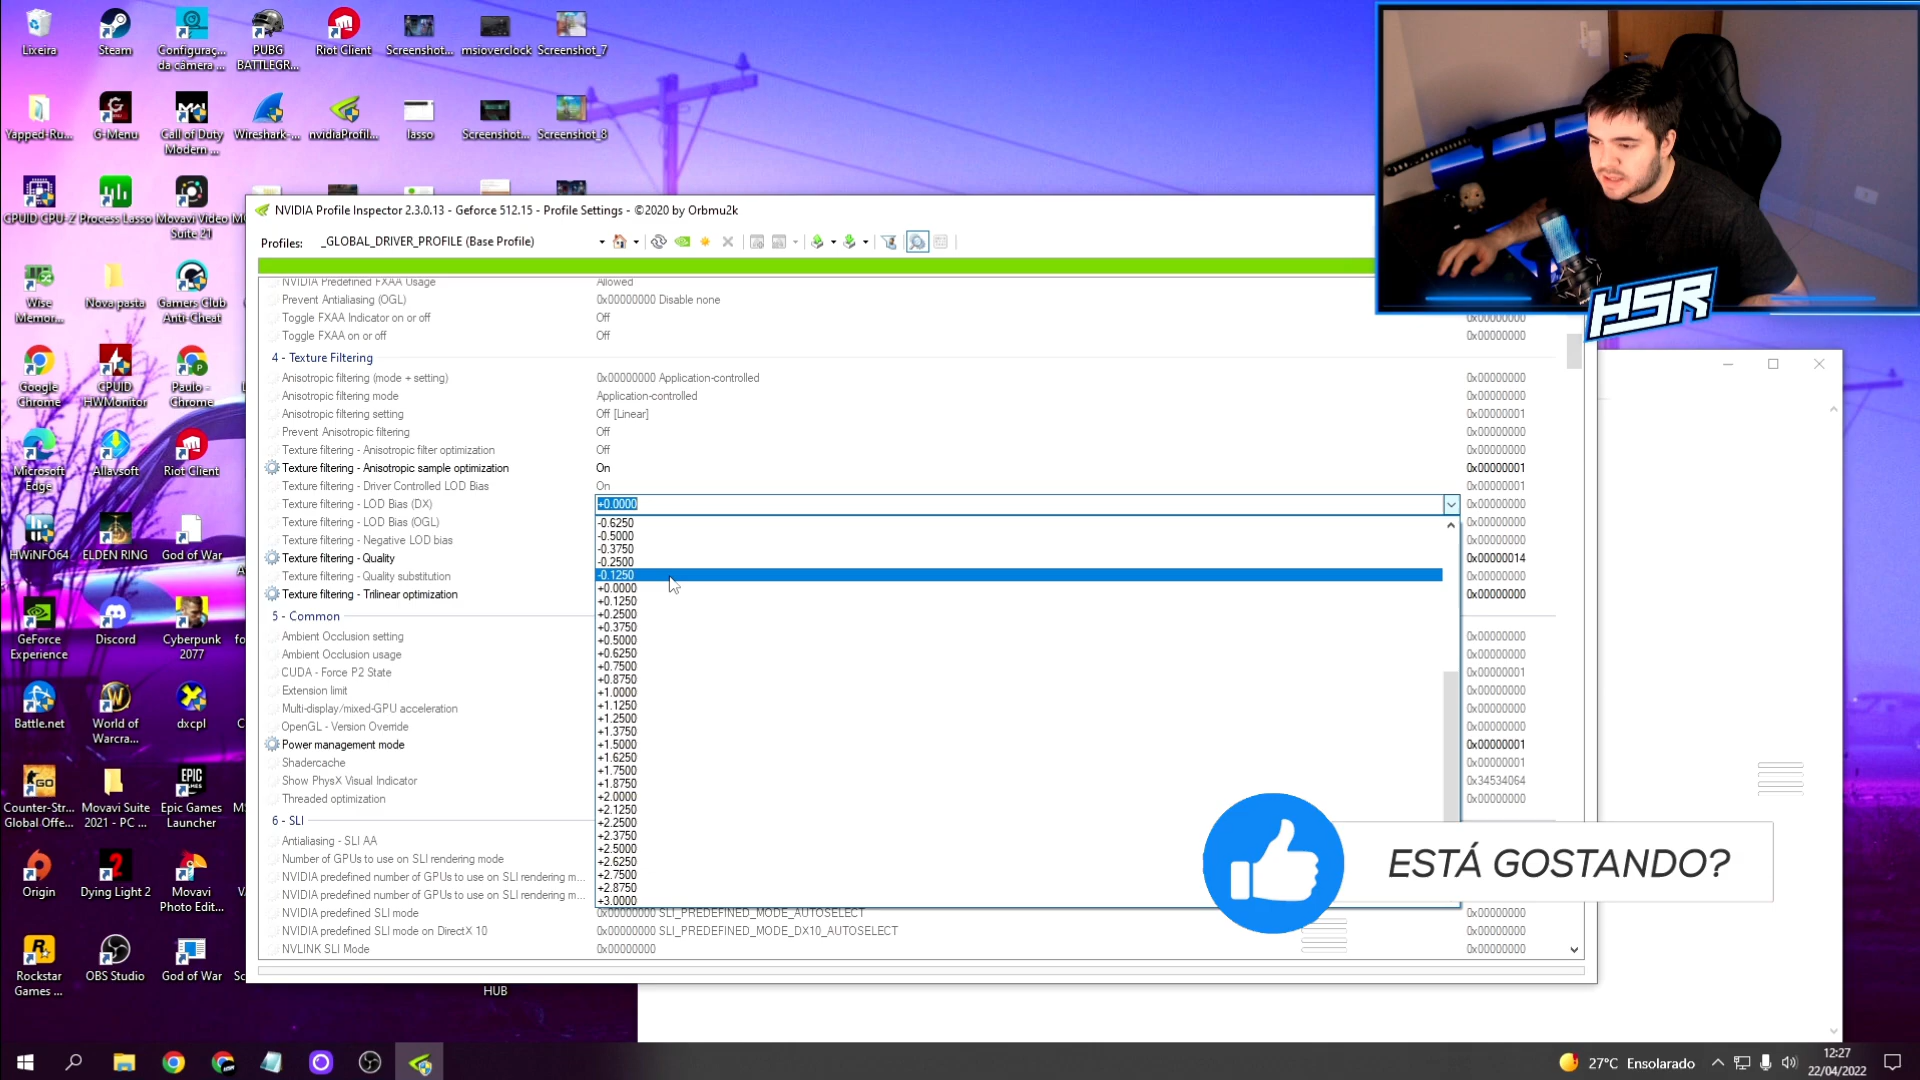 Lixeira
Steam
Configuraç...
da câmera ...
PUBG
BATTLEGR...
Riot Client
Screenshot...
msioverclock
Screenshot_7
Yapped-Ru...
G-Menu
Call of Duty
Modern ...
Wireshark-...
nvidiaProfil...
lasso
Screenshot...
Screenshot_8
CPUID CPU-Z
Process Lasso
Movavi Video
Suite 21
Wise
Memor...
Nova pasta
Gamers Club
Anti-Cheat
Google
Chrome
CPUID
HWMonitor
Paulo -
Chrome
Microsoft
Edge
Allavsoft
Riot Client
HWiNFO64
ELDEN RING
God of War
GeForce
Experience
Discord
Cyberpunk
2077
Battle.net
World of
Warcra...
dxcpl
Counter-Str...
Global Offe...
Movavi Suite
2021 - PC ...
Epic Games
Launcher
Origin
Dying Light 2
Movavi
Photo Edit...
Rockstar
Games ...
OBS Studio
God of War
HUB
NVIDIA Profile Inspector 2.3.0.13 - Geforce 512.15 - Profile Settings - ©2020 by Orbmu2k
Profiles: _GLOBAL_DRIVER_PROFILE (Base Profile)
NVIDIA Predefined FXAA Usage Allowed
Prevent Antialiasing (OGL) 0x00000000 Disable none
Toggle FXAA Indicator on or off Off 0x00000000
Toggle FXAA on or off Off 0x00000000
4 - Texture Filtering
Anisotropic filtering (mode + setting) 0x00000000 Application-controlled 0x00000000
Anisotropic filtering mode Application-controlled 0x00000000
Anisotropic filtering setting Off [Linear] 0x00000001
Prevent Anisotropic filtering Off 0x00000000
Texture filtering - Anisotropic filter optimization Off 0x00000000
Texture filtering - Anisotropic sample optimization On 0x00000001
Texture filtering - Driver Controlled LOD Bias On 0x00000001
Texture filtering - LOD Bias (DX) +0.0000 0x00000000
Texture filtering - LOD Bias (OGL) 0x00000000
Texture filtering - Negative LOD bias 0x00000000
Texture filtering - Quality 0x00000014
Texture filtering - Quality substitution 0x00000000
Texture filtering - Trilinear optimization 0x00000000
-0.6250
-0.5000
-0.3750
-0.2500
-0.1250
+0.0000
+0.1250
+0.2500
+0.3750
+0.5000
+0.6250
+0.7500
+0.8750
+1.0000
+1.1250
+1.2500
+1.3750
+1.5000
+1.6250
+1.7500
+1.8750
+2.0000
+2.1250
+2.2500
+2.3750
+2.5000
+2.6250
+2.7500
+2.8750
+3.0000
5 - Common
Ambient Occlusion setting 0x00000000
Ambient Occlusion usage 0x00000000
CUDA - Force P2 State 0x00000001
Extension limit 0x00000000
Multi-display/mixed-GPU acceleration 0x00000000
OpenGL - Version Override 0x00000000
Power management mode 0x00000001
Shadercache 0x00000001
Show PhysX Visual Indicator 0x34534064
Threaded optimization 0x00000000
6 - SLI
Antialiasing - SLI AA
Number of GPUs to use on SLI rendering mode
NVIDIA predefined number of GPUs to use on SLI rendering m...
NVIDIA predefined number of GPUs to use on SLI rendering m...
NVIDIA predefined SLI mode 0x00000000 SLI_PREDEFINED_MODE_AUTOSELECT 0x00000000
NVIDIA predefined SLI mode on DirectX 10 0x00000000 SLI_PREDEFINED_MODE_DX10_AUTOSELECT 0x00000000
NVLINK SLI Mode 0x00000000 0x00000000
HSR
ESTÁ GOSTANDO?
27°C Ensolarado
12:27
22/04/2022